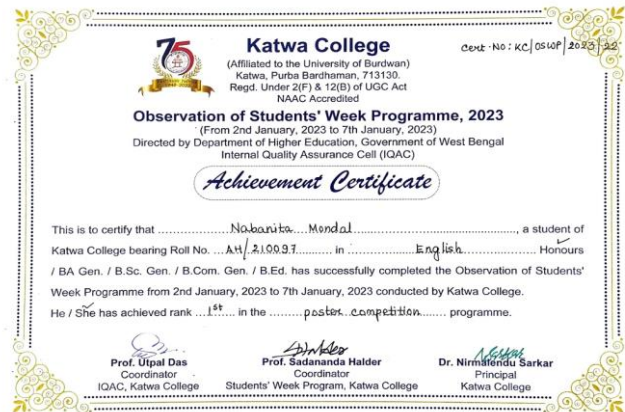 75
Katwa College
Cert. NO: KC/OSWP/2023/22
(Affiliated to the University of Burdwan)
Katwa, Purba Bardhaman, 713130.
Regd. Under 2(F) & 12(B) of UGC Act
NAAC Accredited
Observation of Students' Week Programme, 2023
(From 2nd January, 2023 to 7th January, 2023)
Directed by Department of Higher Education, Government of West Bengal
Internal Quality Assurance Cell (IQAC)
Achievement Certificate
This is to certify that Nabanita Mondal, a student of
Katwa College bearing Roll No. AH/210097 in English Honours
/ BA Gen. / B.Sc. Gen. / B.Com. Gen. / B.Ed. has successfully completed the Observation of Students'
Week Programme from 2nd January, 2023 to 7th January, 2023 conducted by Katwa College.
He / She has achieved rank 1st in the poster competition programme.
Prof. Utpal Das
Coordinator
IQAC, Katwa College
Prof. Sadananda Halder
Coordinator
Students' Week Program, Katwa College
Dr. Nirmalendu Sarkar
Principal
Katwa College